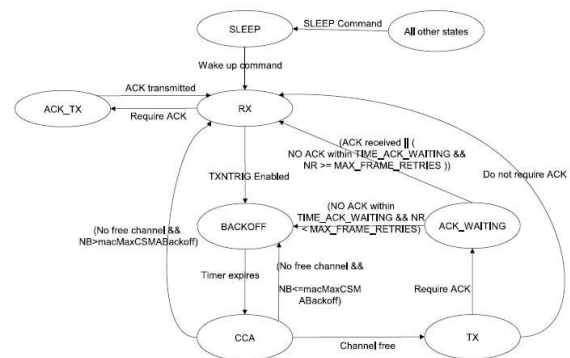 SLEEP
SLEEP Command
All other states
Wake up command
ACK transmitted
ACK_TX
RX
Require ACK
(ACK received || (
NO ACK within TIME_ACK_WAITING &&
NR >= MAX_FRAME_RETRIES ))
Do not require ACK
TXNTRIG Enabled
(NO ACK within
TIME_ACK_WAITING && NR
< MAX_FRAME_RETRIES)
BACKOFF
ACK_WAITING
(No free channel &&
NB>macMaxCSMABackoff)
(No free channel &&
NB<=macMaxCSM
ABackoff)
Timer expires
Require ACK
CCA
Channel free
TX